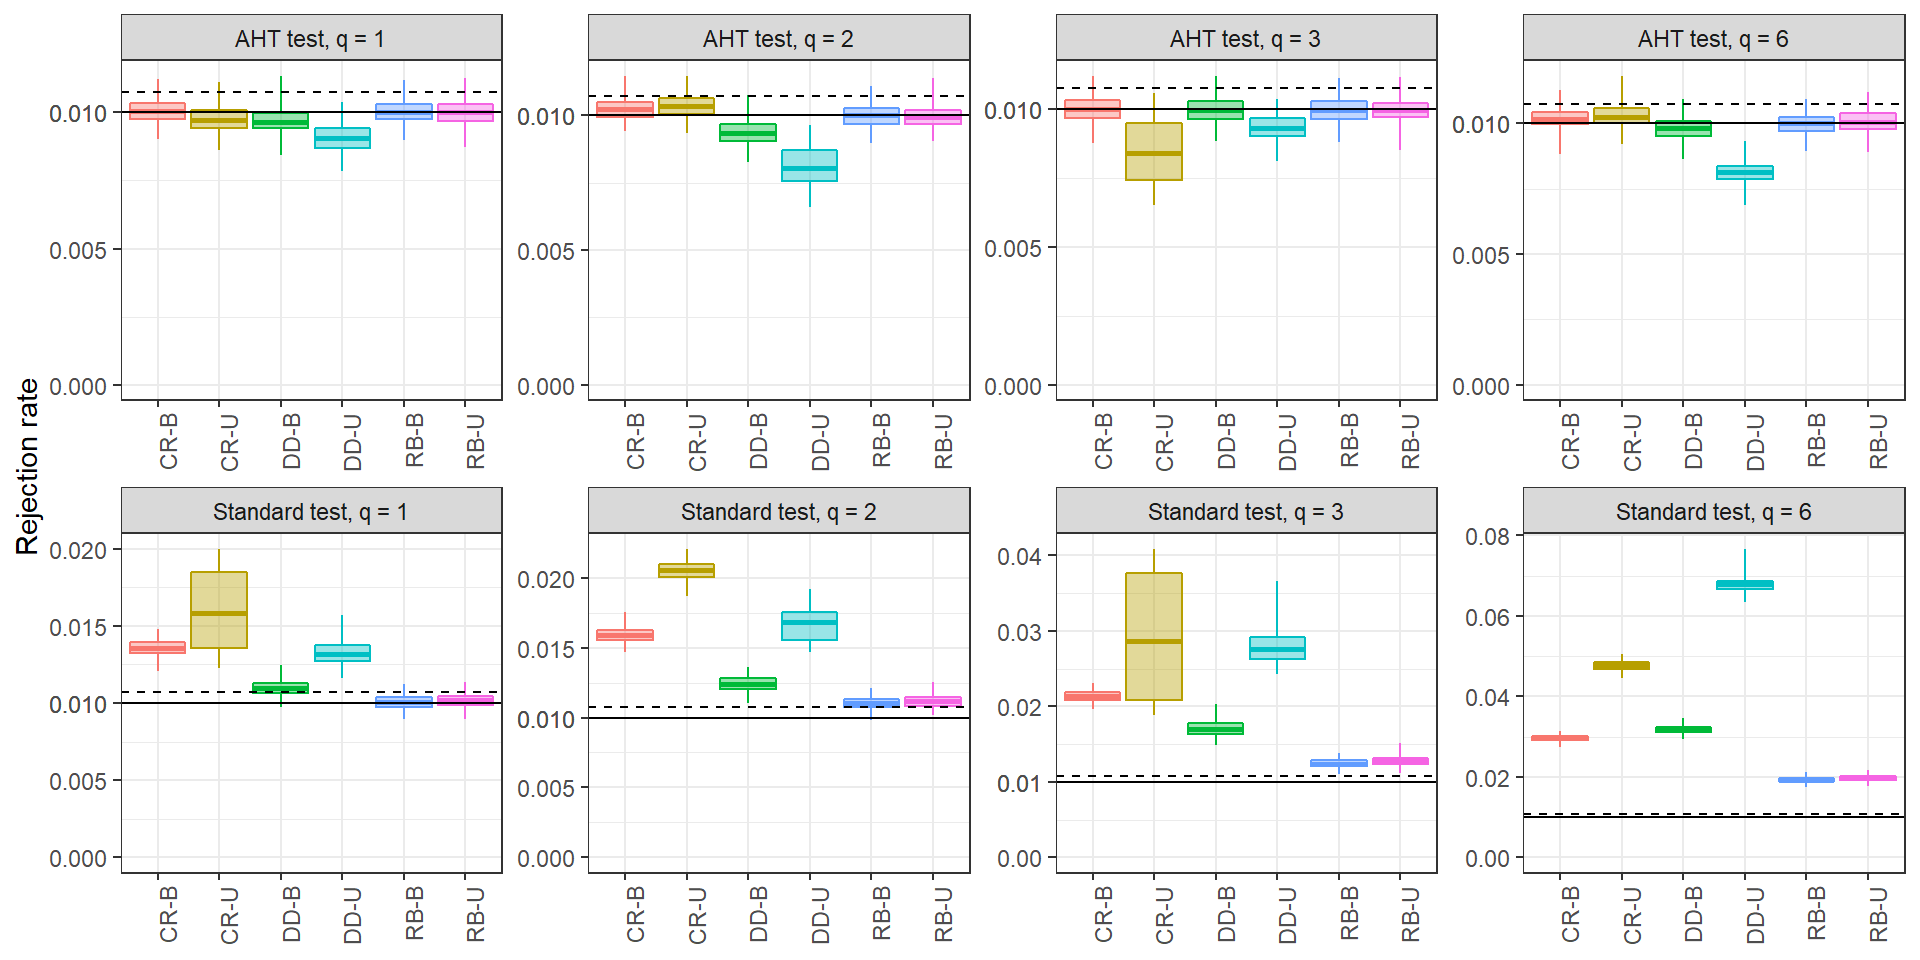 Rejection rate
AHT test, q = 1
0.010
0.005
0.000
CR-B CR-U DD-B DD-U RB-B RB-U
AHT test, q = 2
0.010
0.005
0.000
CR-B CR-U DD-B DD-U RB-B RB-U
AHT test, q = 3
0.010
0.005
0.000
CR-B CR-U DD-B DD-U RB-B RB-U
AHT test, q = 6
0.010
0.005
0.000
CR-B CR-U DD-B DD-U RB-B RB-U
Standard test, q = 1
0.020
0.015
0.010
0.005
0.000
CR-B CR-U DD-B DD-U RB-B RB-U
Standard test, q = 2
0.020
0.015
0.010
0.005
0.000
CR-B CR-U DD-B DD-U RB-B RB-U
Standard test, q = 3
0.04
0.03
0.02
0.01
0.00
CR-B CR-U DD-B DD-U RB-B RB-U
Standard test, q = 6
0.08
0.06
0.04
0.02
0.00
CR-B CR-U DD-B DD-U RB-B RB-U